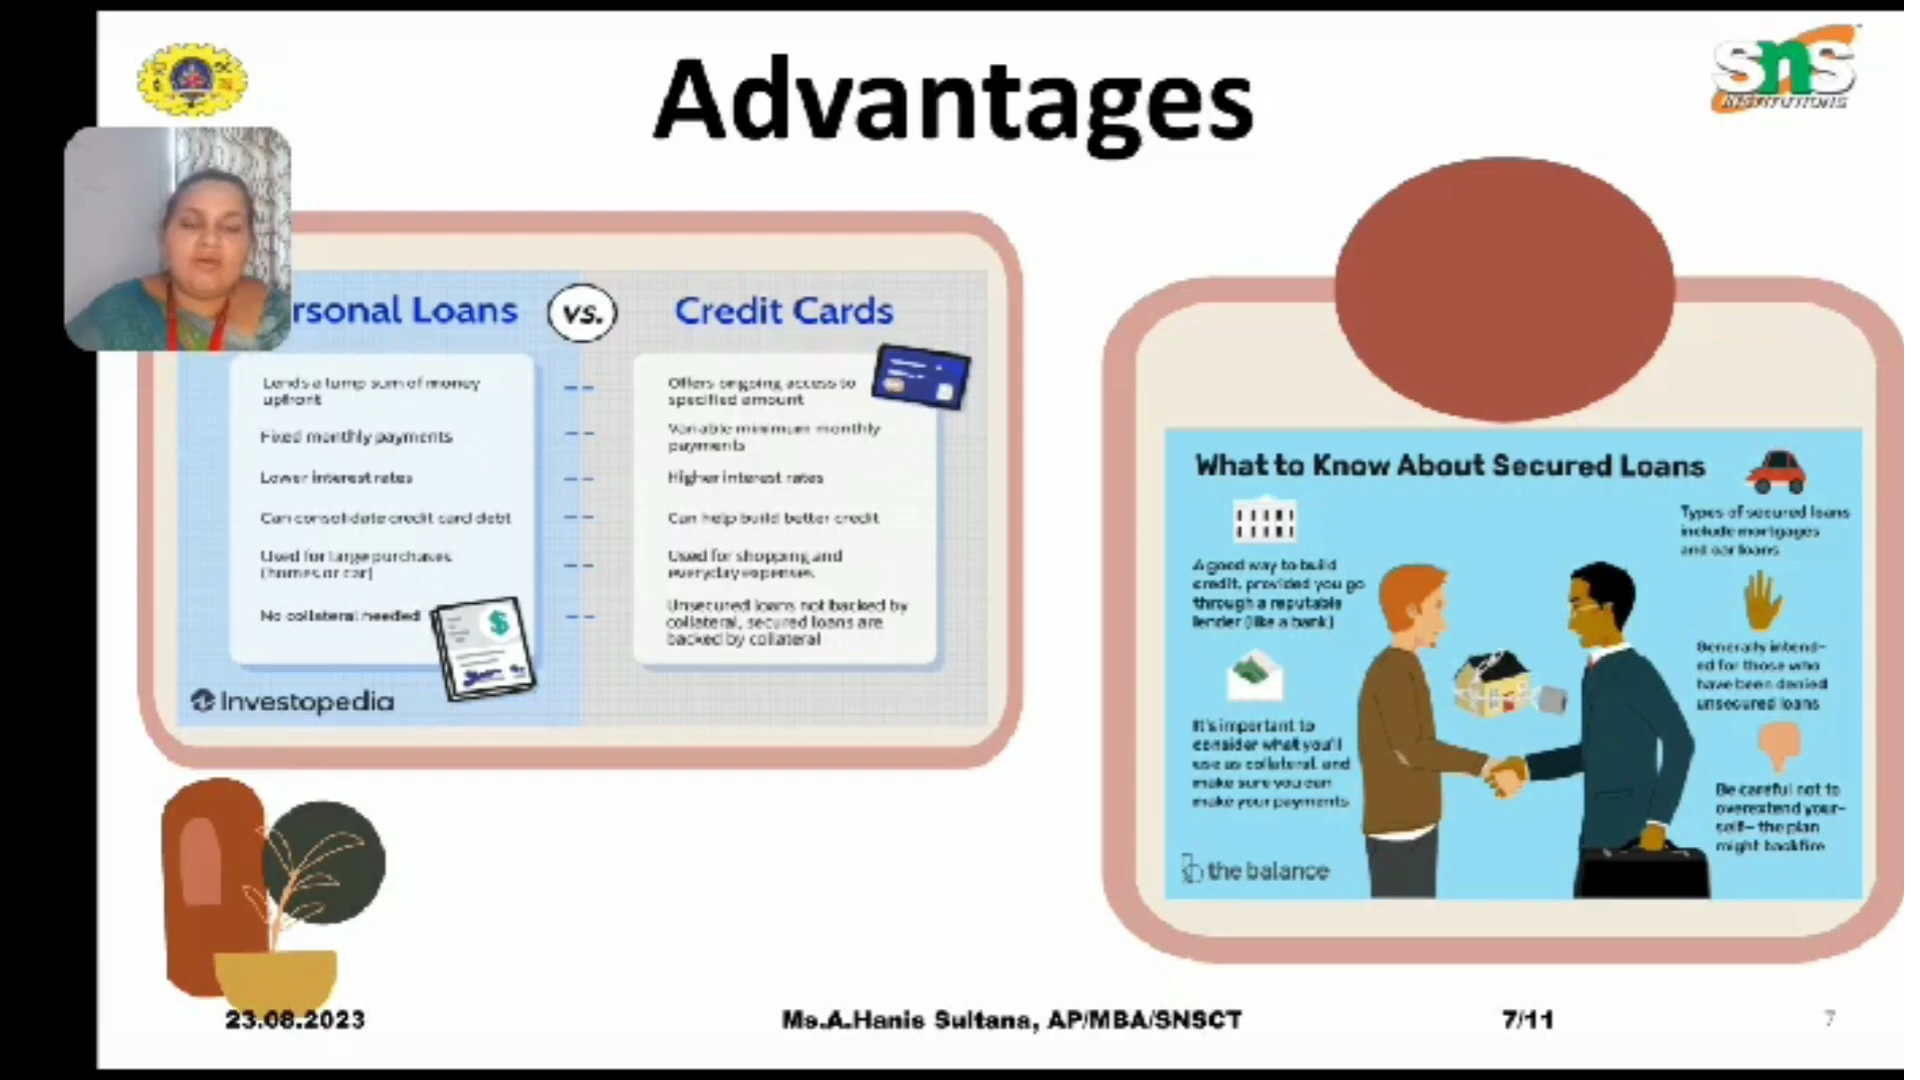 Advantages
sns
INSTITUTIONS
rsonal Loans
vs.
Credit Cards
Lends a lump sum of money
upfront
Fixed monthly payments
Lower interest rates
Can consolidate credit card debt
Used for large purchases
(homes or car)
No collateral needed
Offers ongoing access to
specified amount
Variable minimum monthly
payments
Higher interest rates
Can help build better credit
Used for shopping and
everyday expenses
Unsecured loans not backed by
collateral, secured loans are
backed by collateral
$
Investopedia
What to Know About Secured Loans
A good way to build
credit, provided you go
through a reputable
lender (like a bank)
It's important to
consider what you'll
use as collateral, and
make sure you can
make your payments
Types of secured loans
include mortgages
and car loans
Generally intend-
ed for those who
have been denied
unsecured loans
Be careful not to
overextend your-
self– the plan
might backfire
the balance
23.08.2023
Ms.A.Hanis Sultana, AP/MBA/SNSCT
7/11
7